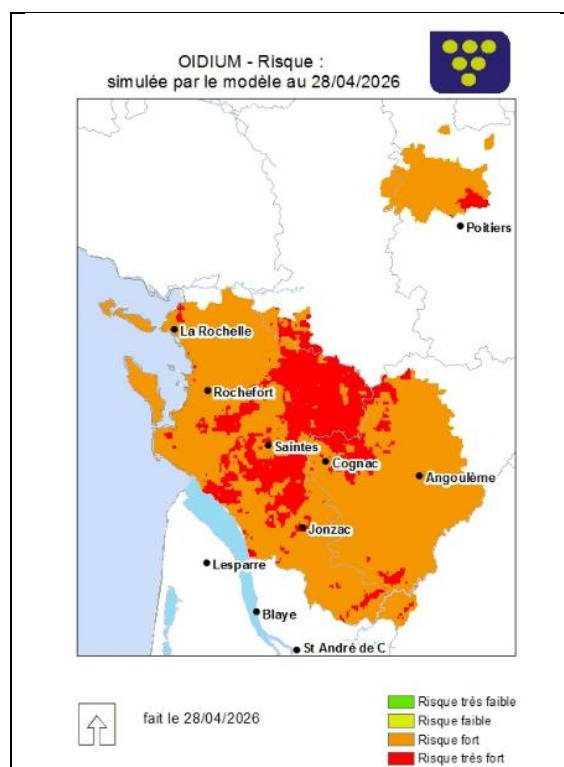 OIDIUM - Risque :
simulée par le modèle au 28/04/2026
Poitiers
La Rochelle
Rochefort
Saintes
Cognac
Angoulême
Jonzac
Lesparre
Blaye
St André de C
fait le 28/04/2026
Risque très faible
Risque faible
Risque fort
Risque très fort